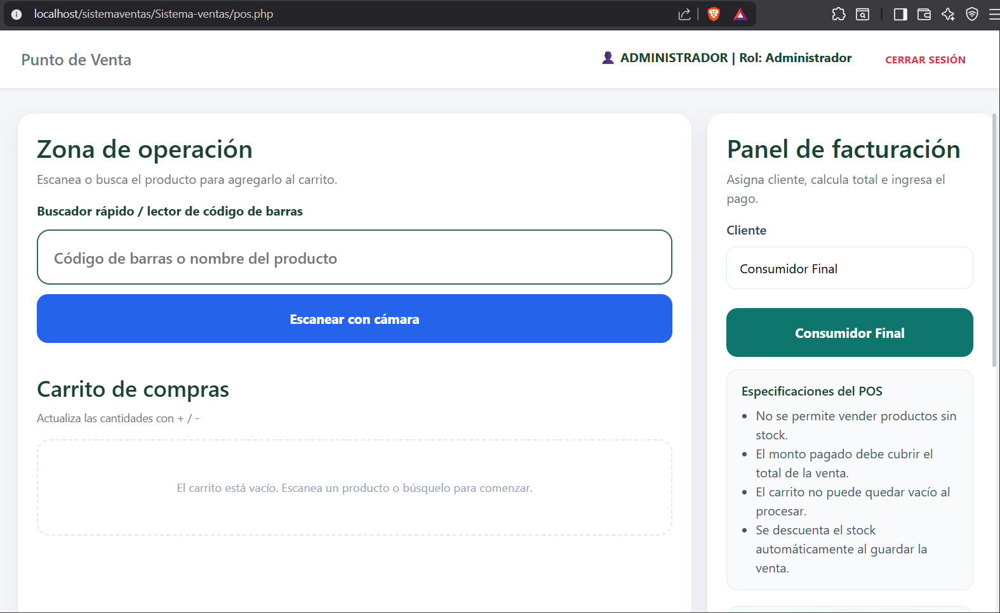 localhost/sistemaventas/Sistema-ventas/pos.php
Punto de Venta
ADMINISTRADOR | Rol: Administrador
CERRAR SESIÓN
Zona de operación
Escanea o busca el producto para agregarlo al carrito.
Buscador rápido / lector de código de barras
Código de barras o nombre del producto
Escanear con cámara
Carrito de compras
Actualiza las cantidades con + / -
El carrito está vacío. Escanea un producto o búsquelo para comenzar.
Panel de facturación
Asigna cliente, calcula total e ingresa el
pago.
Cliente
Consumidor Final
Consumidor Final
Especificaciones del POS
• No se permite vender productos sin
stock.
• El monto pagado debe cubrir el
total de la venta.
• El carrito no puede quedar vacío al
procesar.
• Se descuenta el stock
automáticamente al guardar la
venta.